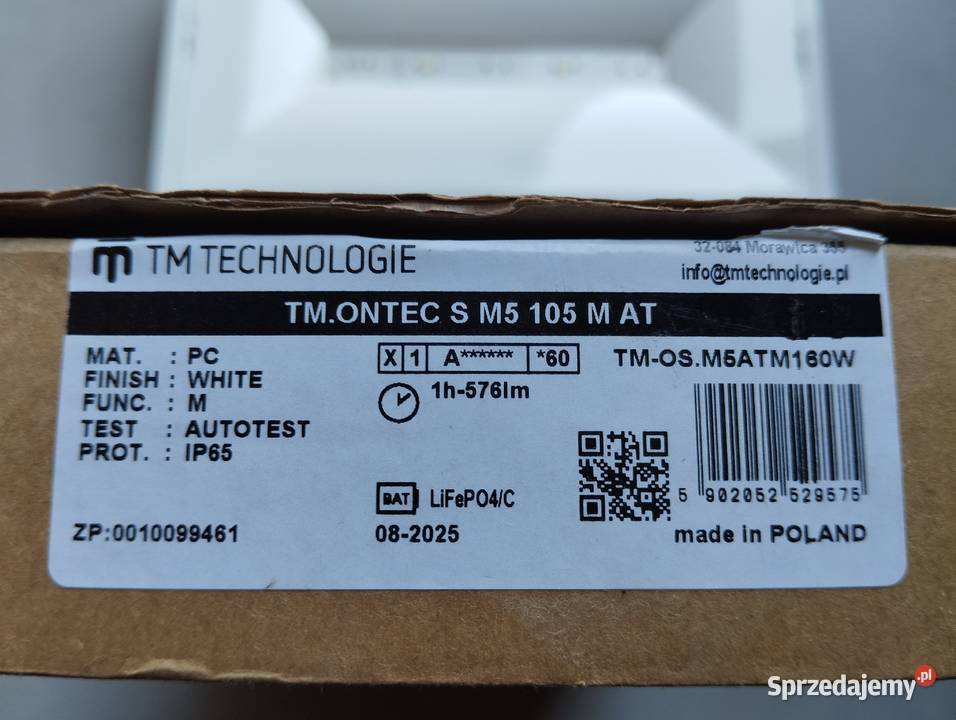 TM TECHNOLOGIE
32-084 Morawica 355
info@tmtechnologie.pl
TM.ONTEC S M5 105 M AT
MAT. : PC
FINISH : WHITE
FUNC. : M
TEST : AUTOTEST
PROT. : IP65
X 1 A****** *60
1h-576lm
TM-OS.M5ATM160W
BAT LiFePO4/C
5 902052 529575
ZP:0010099461
08-2025
made in POLAND
Sprzedajemy.pl